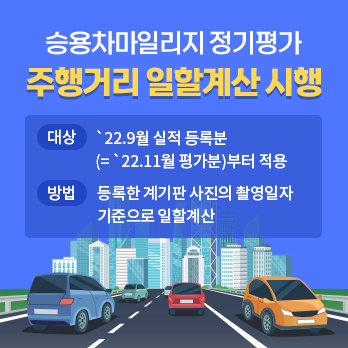 승용차마일리지 정기평가
주행거리 일할계산 시행
대상 `22.9월 실적 등록분
(= `22.11월 평가분)부터 적용
방법 등록한 계기판 사진의 촬영일자
기준으로 일할계산